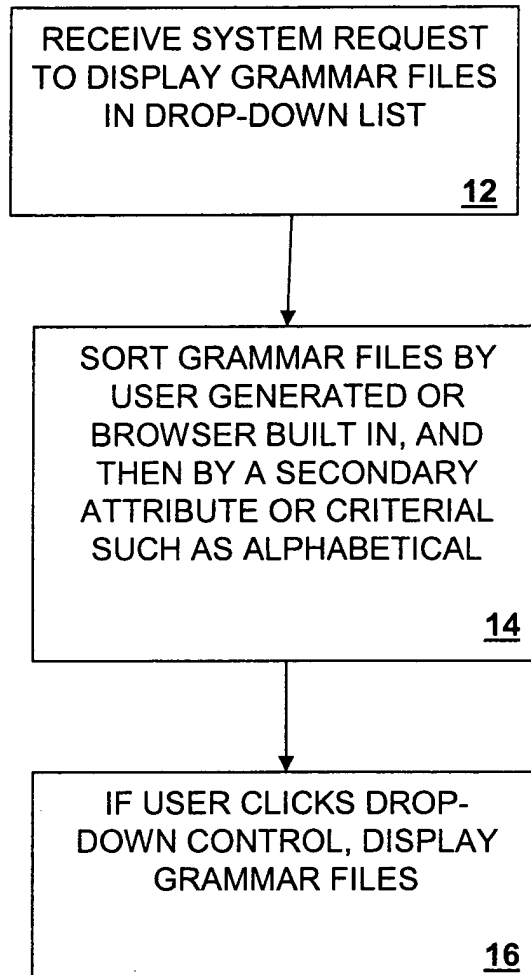 RECEIVE SYSTEM REQUEST
TO DISPLAY GRAMMAR FILES
IN DROP-DOWN LIST
12
SORT GRAMMAR FILES BY
USER GENERATED OR
BROWSER BUILT IN, AND
THEN BY A SECONDARY
ATTRIBUTE OR CRITERIAL
SUCH AS ALPHABETICAL
14
IF USER CLICKS DROP-
DOWN CONTROL, DISPLAY
GRAMMAR FILES
16